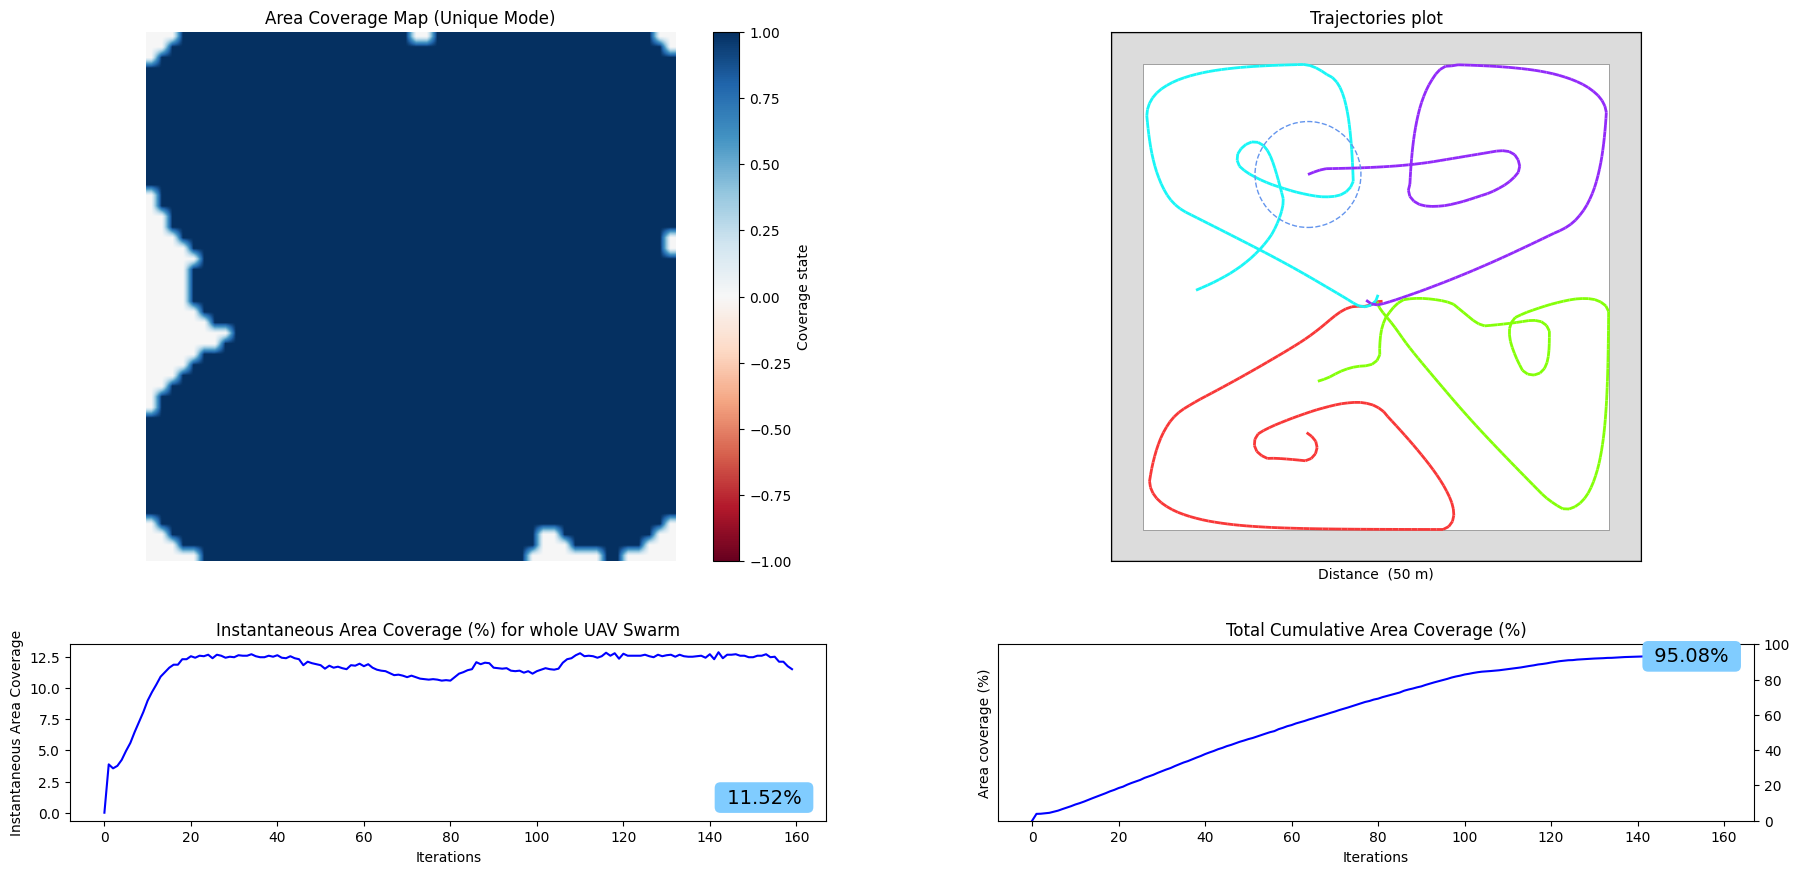 Area Coverage Map (Unique Mode)
1.00
0.75
0.50
0.25
0.00
−0.25
−0.50
−0.75
−1.00
Coverage state
Trajectories plot
Distance  (50 m)
Instantaneous Area Coverage (%) for whole UAV Swarm
Instantaneous Area Coverage
12.5
10.0
7.5
5.0
2.5
0.0
11.52%
0 20 40 60 80 100 120 140 160
Iterations
Total Cumulative Area Coverage (%)
Area coverage (%)
95.08%
100
80
60
40
20
0
0 20 40 60 80 100 120 140 160
Iterations